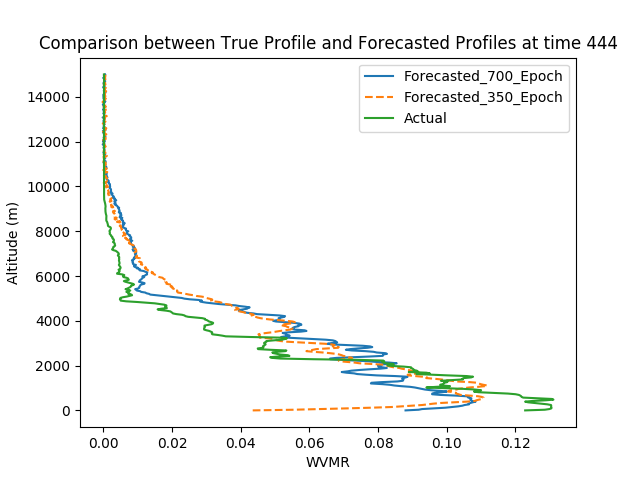 Comparison between True Profile and Forecasted Profiles at time 444
Forecasted_700_Epoch
Forecasted_350_Epoch
Actual
Altitude (m)
14000
12000
10000
8000
6000
4000
2000
0
0.00 0.02 0.04 0.06 0.08 0.10 0.12
WVMR